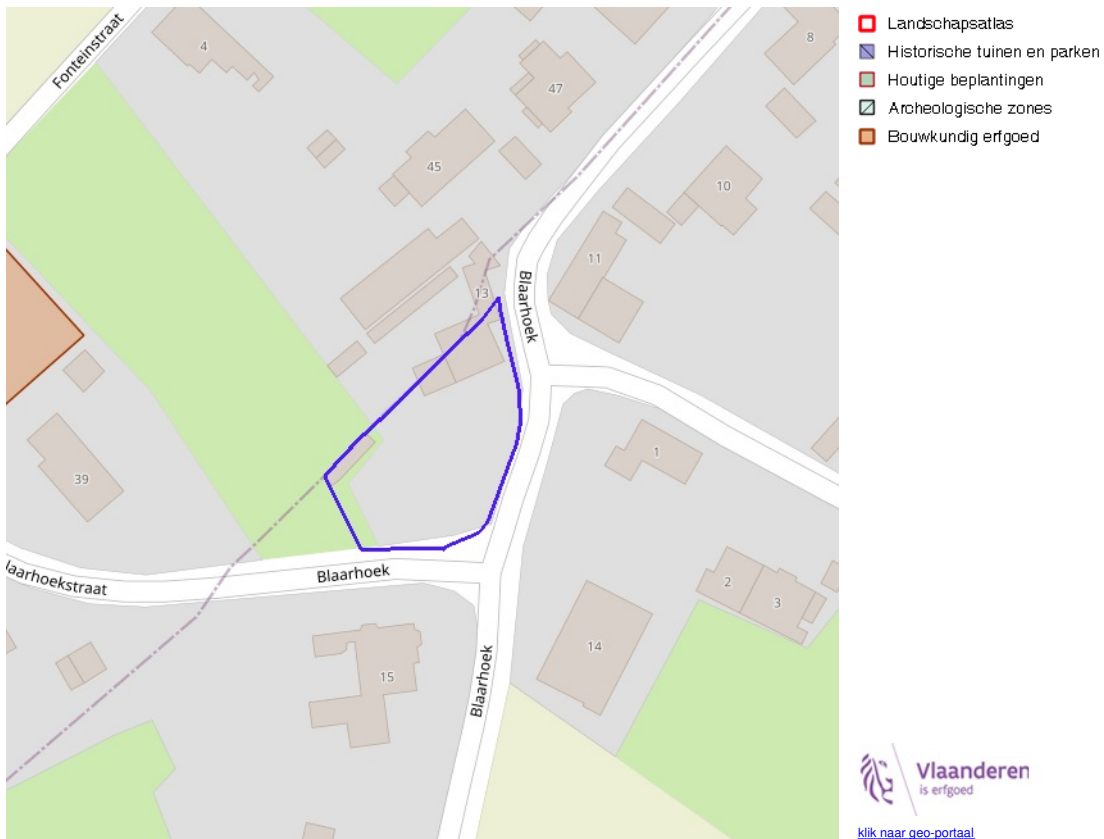 Fonteinstraat
4
47
8
45
10
11
13
Blaarhoek
1
39
laarhoekstraat
Blaarhoek
2
3
14
15
Blaarhoek
Landschapsatlas
Historische tuinen en parken
Houtige beplantingen
Archeologische zones
Bouwkundig erfgoed
Vlaanderen
is erfgoed
klik naar geo-portaal